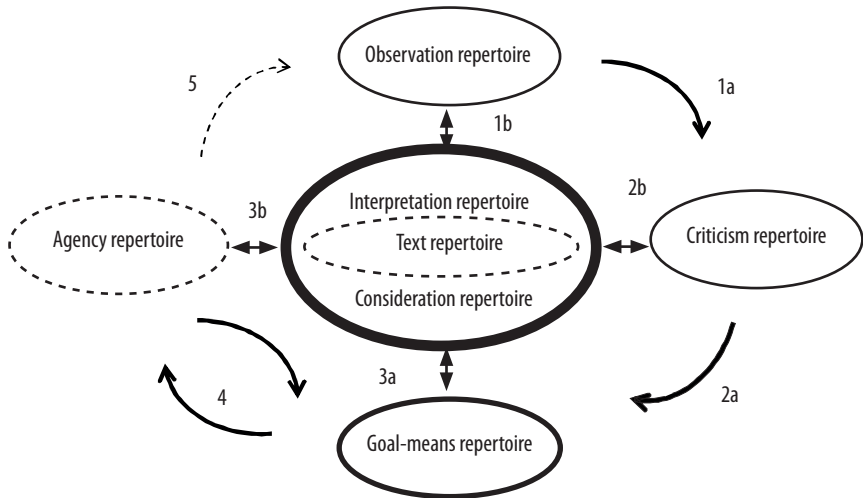 Observation repertoire
5
1a
1b
Interpretation repertoire
3b
2b
Agency repertoire
Text repertoire
Criticism repertoire
Consideration repertoire
3a
4
2a
Goal-means repertoire